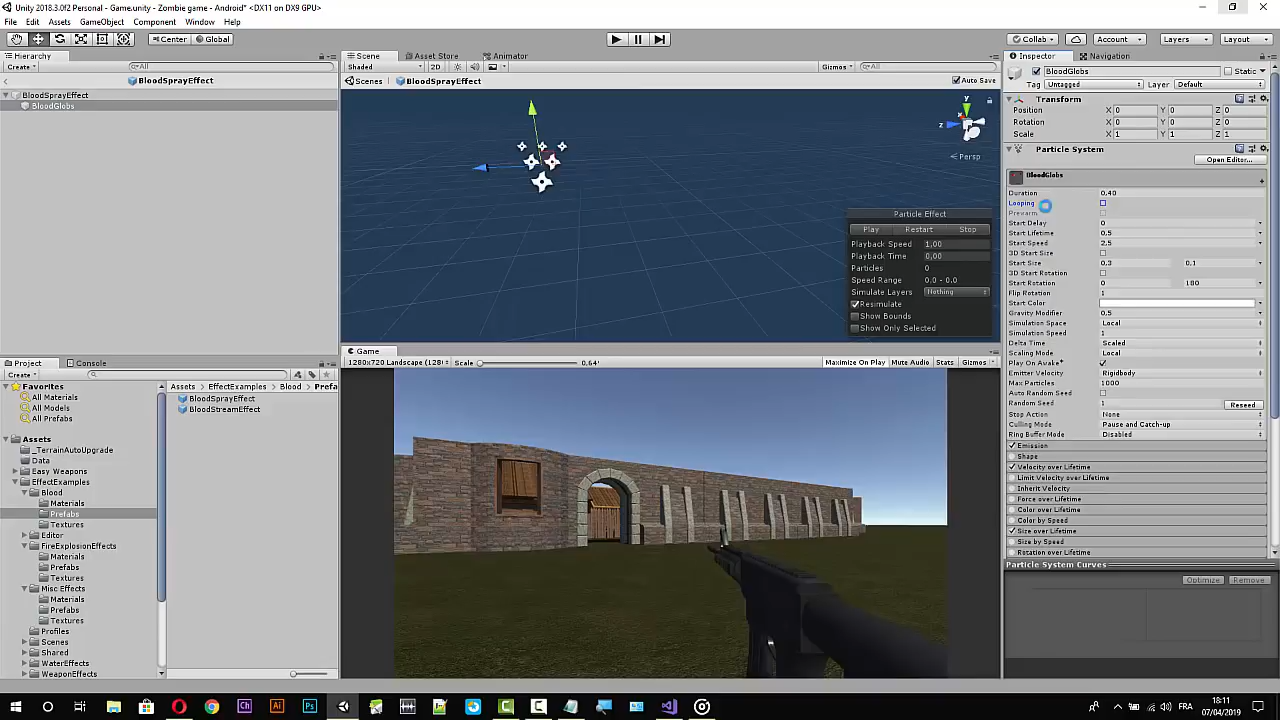 Unity 2018.3.0f2 Personal - Game.unity - Zombie game - Android* <DX11 on DX9 GPU>
File Edit Assets GameObject Component Window Help
Center Global
Collab Account Layers Layout
Hierarchy
Create All
BloodSprayEffect
BloodSprayEffect
BloodGlobs
Scene Asset Store Animator
Shaded 2D Gizmos All
Scenes BloodSprayEffect Auto Save
y
x
z
Persp
Particle Effect
Play Restart Stop
Playback Speed 1,00
Playback Time 0,00
Particles 0
Speed Range 0.0 - 0.0
Simulate Layers Nothing
Resimulate
Show Bounds
Show Only Selected
Game
1280x720 Landscape (128 Scale 0,64 Maximize On Play Mute Audio Stats Gizmos
Project Console
Create
Favorites
All Materials
All Models
All Prefabs
Assets
_TerrainAutoUpgrade
Data
Easy Weapons
EffectExamples
Blood
Materials
Prefabs
Textures
Editor
FireExplosionEffects
Materials
Prefabs
Textures
Misc Effects
Materials
Prefabs
Textures
Profiles
Scenes
Shared
WaterEffects
WeaponEffects
Assets EffectExamples Blood Prefa
BloodSprayEffect
BloodStreamEffect
Inspector Navigation
BloodGlobs Static
Tag Untagged Layer Default
Transform
Position X 0 Y 0 Z 0
Rotation X 0 Y 0 Z 0
Scale X 1 Y 1 Z 1
Particle System
Open Editor...
BloodGlobs
Duration 0.40
Looping
Prewarm
Start Delay 0
Start Lifetime 0.5
Start Speed 2.5
3D Start Size
Start Size 0.3 0.1
3D Start Rotation
Start Rotation 0 180
Flip Rotation 1
Start Color
Gravity Modifier 0.5
Simulation Space Local
Simulation Speed 1
Delta Time Scaled
Scaling Mode Local
Play On Awake*
Emitter Velocity Rigidbody
Max Particles 1000
Auto Random Seed
Random Seed 1 Reseed
Stop Action None
Culling Mode Pause and Catch-up
Ring Buffer Mode Disabled
Emission
Shape
Velocity over Lifetime
Limit Velocity over Lifetime
Inherit Velocity
Force over Lifetime
Color over Lifetime
Color by Speed
Size over Lifetime
Size by Speed
Rotation over Lifetime
Particle System Curves
Optimize Remove
Ch Ai Ps
FRA
18:11
07/04/2019